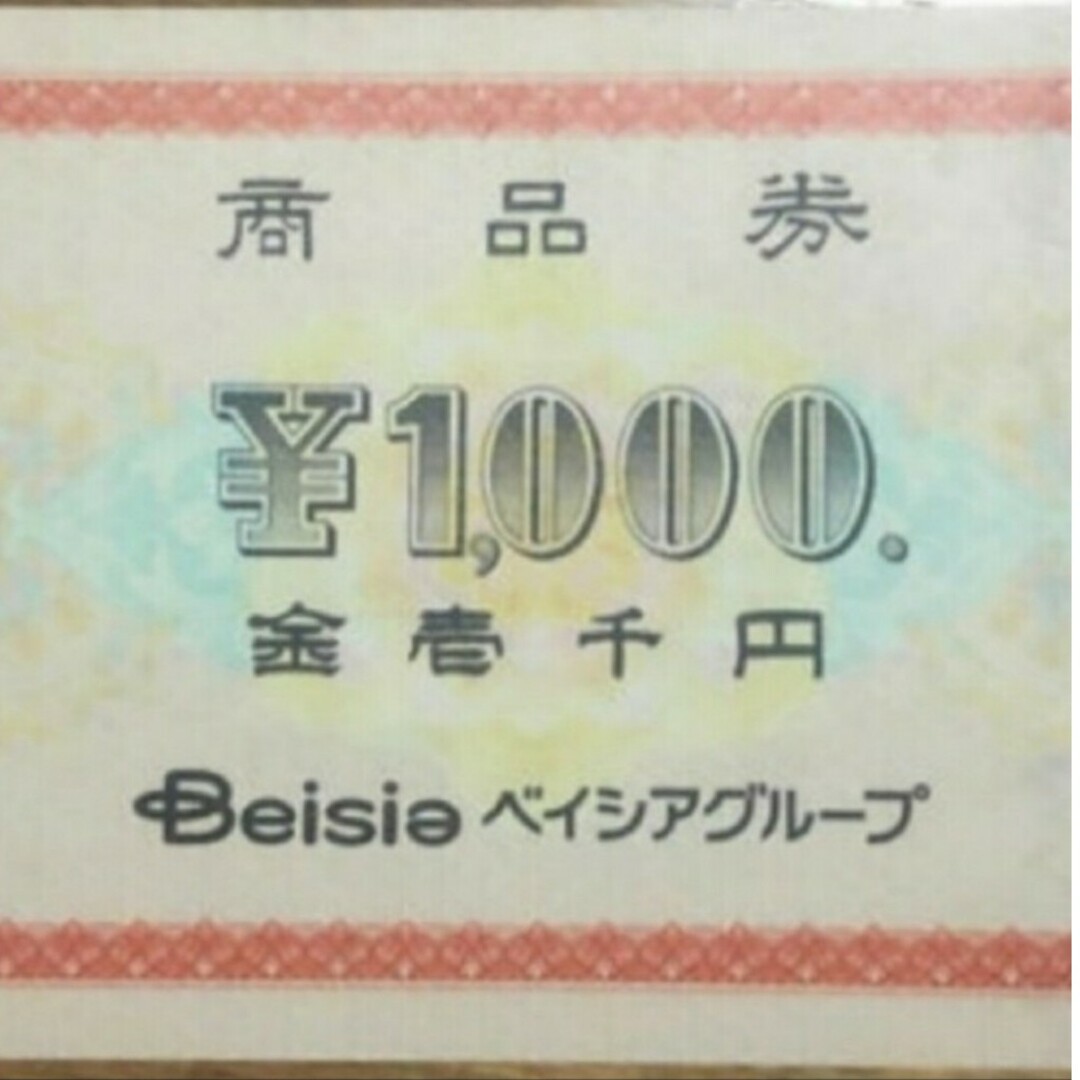 商品券
¥1,000.
金壱千円
Beisia ベイシアグループ